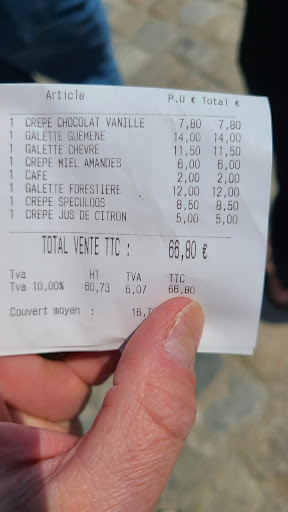 Article P.U € Total €
1 CREPE CHOCOLAT VANILLE 7,80 7,80
1 GALETTE GUEMENE 14,00 14,00
1 GALETTE CHEVRE 11,50 11,50
1 CREPE MIEL AMANDES 6,00 6,00
1 CAFE 2,00 2,00
1 GALETTE FORESTIERE 12,00 12,00
1 CREPE SPECULOOS 8,50 8,50
1 CREPE JUS DE CITRON 5,00 5,00
TOTAL VENTE TTC : 66,80 €
Tva HT TVA TTC
Tva 10,00% 60,73 6,07 66,80
Couvert moyen : 16,7